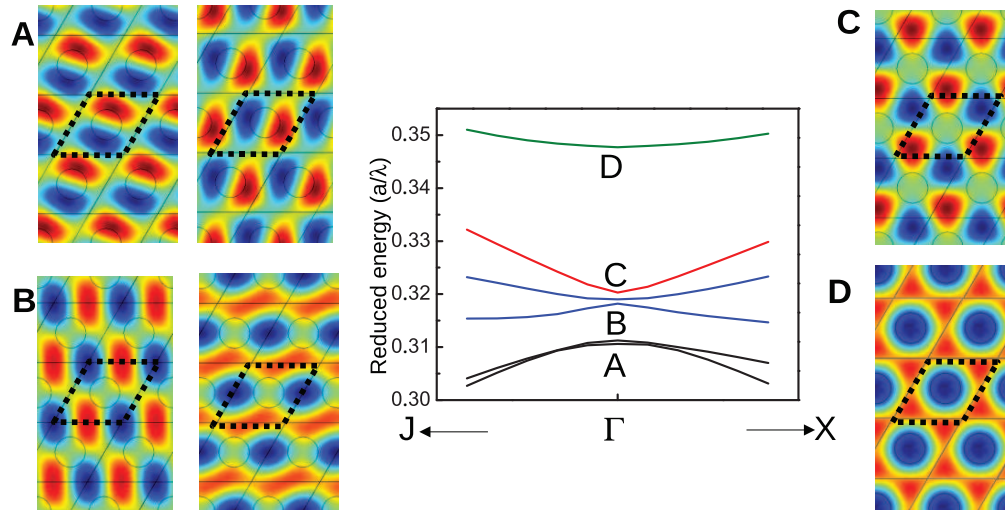 A
B
C
D
Reduced energy (a/λ)
0.35
0.34
0.33
0.32
0.31
0.30
D
C
B
A
J
Γ
X